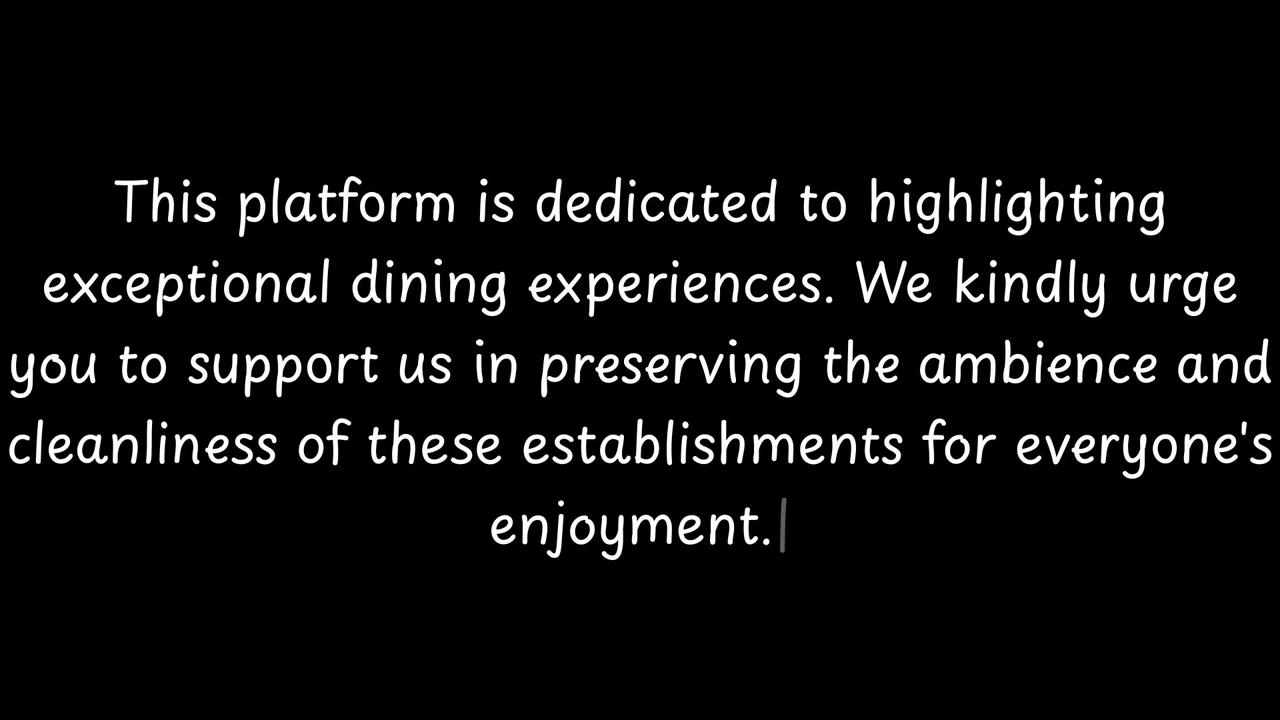 This platform is dedicated to highlighting
exceptional dining experiences. We kindly urge
you to support us in preserving the ambience and
cleanliness of these establishments for everyone's
enjoyment.